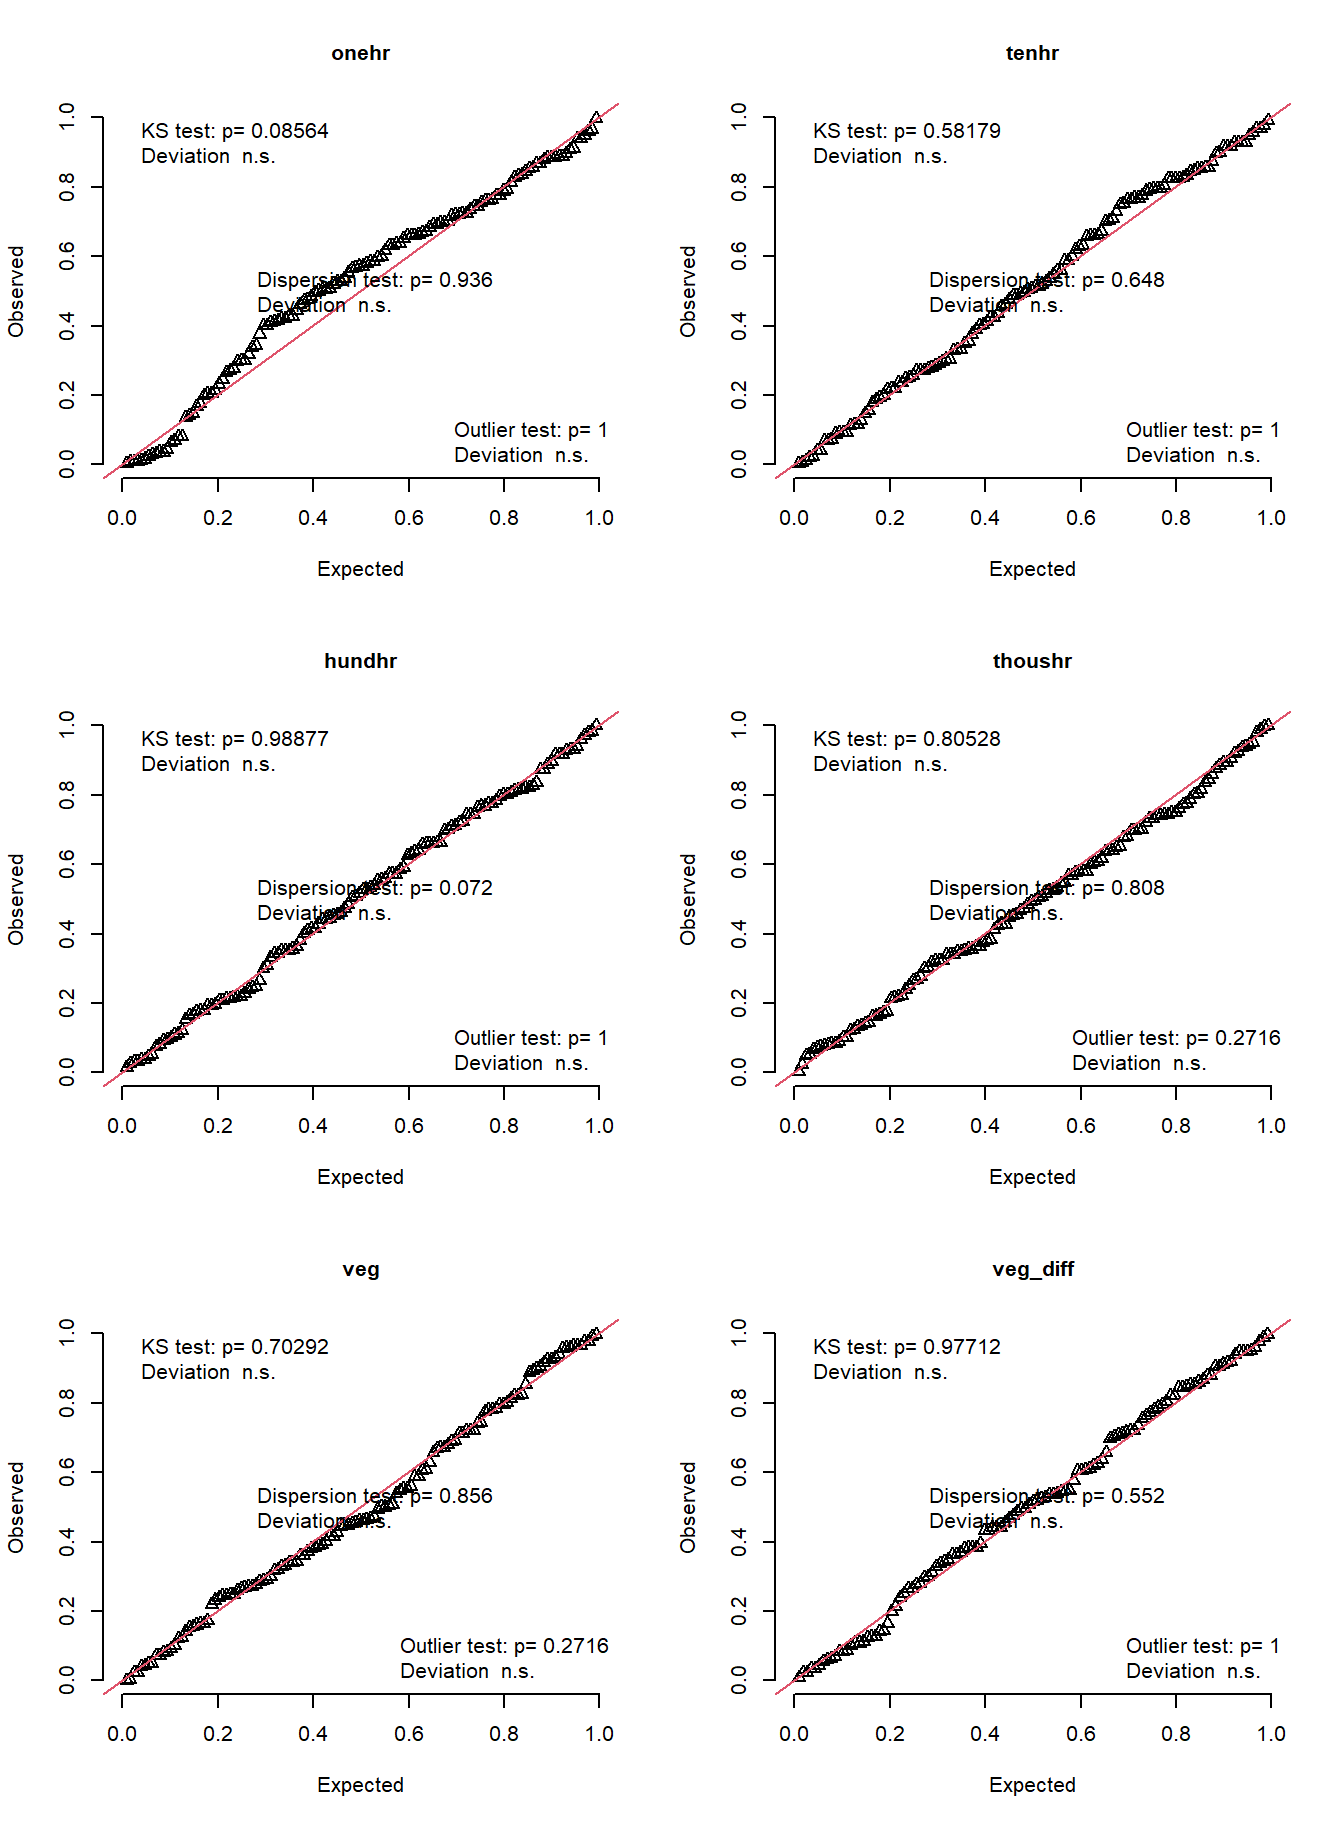 onehr
KS test: p= 0.08564
Deviation n.s.
Dispersion test: p= 0.936
Deviation n.s.
Outlier test: p= 1
Deviation n.s.
Observed
0.0 0.2 0.4 0.6 0.8 1.0
0.0 0.2 0.4 0.6 0.8 1.0
Expected
tenhr
KS test: p= 0.58179
Deviation n.s.
Dispersion test: p= 0.648
Deviation n.s.
Outlier test: p= 1
Deviation n.s.
Observed
0.0 0.2 0.4 0.6 0.8 1.0
0.0 0.2 0.4 0.6 0.8 1.0
Expected
hundhr
KS test: p= 0.98877
Deviation n.s.
Dispersion test: p= 0.072
Deviation n.s.
Outlier test: p= 1
Deviation n.s.
Observed
0.0 0.2 0.4 0.6 0.8 1.0
0.0 0.2 0.4 0.6 0.8 1.0
Expected
thoushr
KS test: p= 0.80528
Deviation n.s.
Dispersion test: p= 0.808
Deviation n.s.
Outlier test: p= 0.2716
Deviation n.s.
Observed
0.0 0.2 0.4 0.6 0.8 1.0
0.0 0.2 0.4 0.6 0.8 1.0
Expected
veg
KS test: p= 0.70292
Deviation n.s.
Dispersion test: p= 0.856
Deviation n.s.
Outlier test: p= 0.2716
Deviation n.s.
Observed
0.0 0.2 0.4 0.6 0.8 1.0
0.0 0.2 0.4 0.6 0.8 1.0
Expected
veg_diff
KS test: p= 0.97712
Deviation n.s.
Dispersion test: p= 0.552
Deviation n.s.
Outlier test: p= 1
Deviation n.s.
Observed
0.0 0.2 0.4 0.6 0.8 1.0
0.0 0.2 0.4 0.6 0.8 1.0
Expected